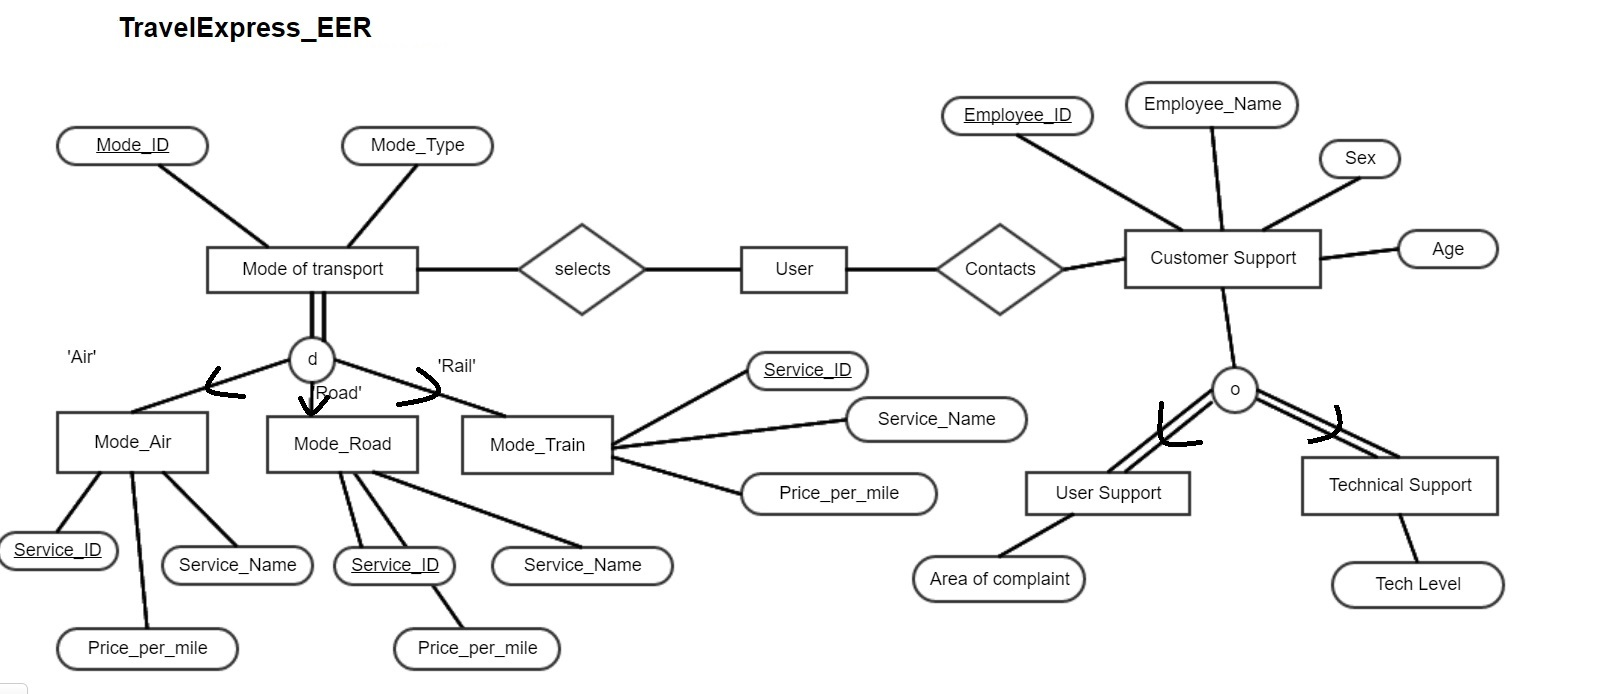 TravelExpress_EER
Employee_ID
Employee_Name
Mode_ID
Mode_Type
Sex
Mode of transport
selects
User
Contacts
Customer Support
Age
'Air'
d
'Rail'
Road'
Service_ID
o
Mode_Air
Mode_Road
Mode_Train
Service_Name
Price_per_mile
User Support
Technical Support
Service_ID
Service_Name
Service_ID
Service_Name
Area of complaint
Tech Level
Price_per_mile
Price_per_mile